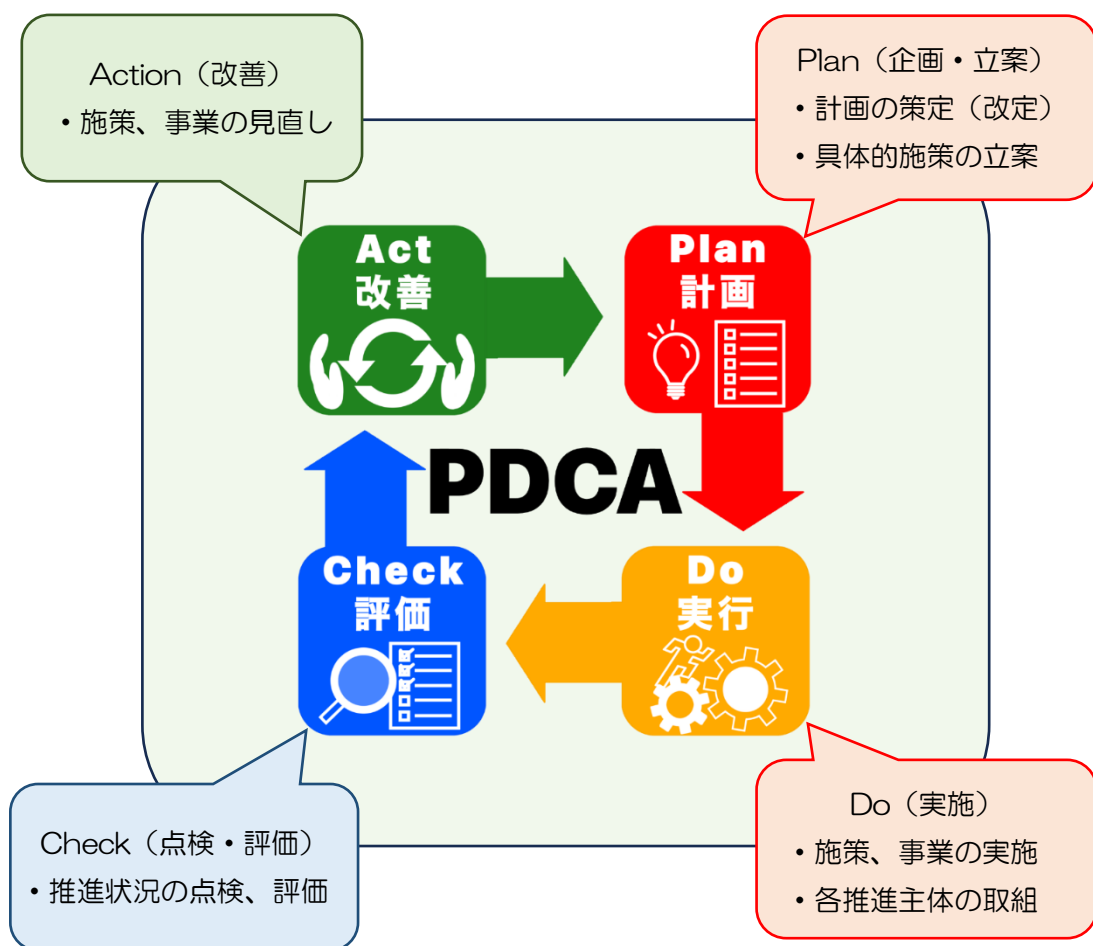 Action（改善）
・施策、事業の見直し
Plan（企画・立案）
・計画の策定（改定）
・具体的施策の立案
Act
改善
Plan
計画
PDCA
Check
評価
Do
実行
Check（点検・評価）
・推進状況の点検、評価
Do（実施）
・施策、事業の実施
・各推進主体の取組